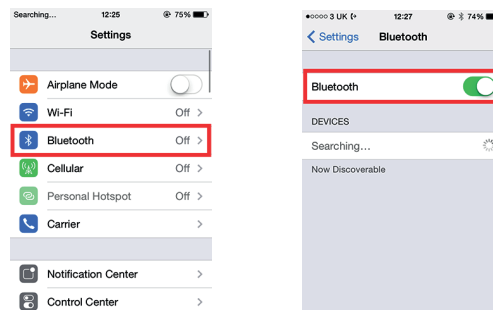 Searching... 12:25 75%
Settings
Airplane Mode
Wi-Fi Off
Bluetooth Off
Cellular Off
Personal Hotspot Off
Carrier
Notification Center
Control Center
3 UK 12:27 74%
Settings Bluetooth
Bluetooth
DEVICES
Searching...
Now Discoverable